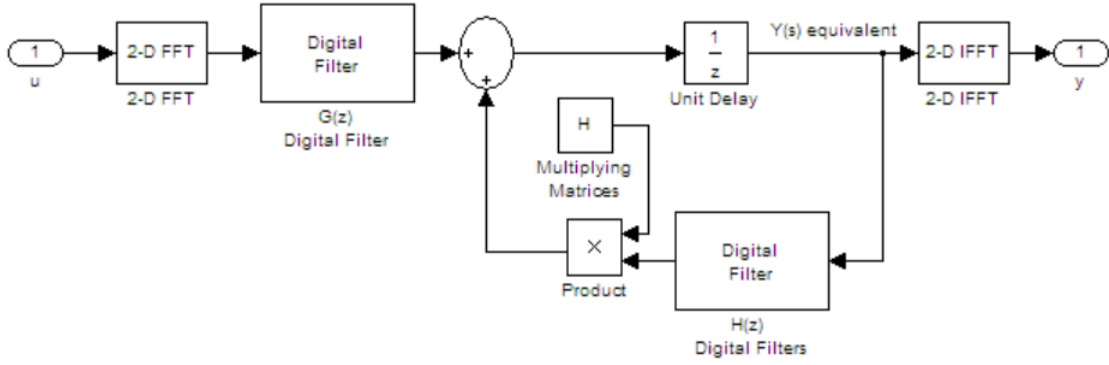 1
u
2-D FFT
2-D FFT
Digital
Filter
G(z)
Digital Filter
+
+
1
z
Unit Delay
Y(s) equivalent
2-D IFFT
2-D IFFT
1
y
H
Multiplying
Matrices
×
Product
Digital
Filter
H(z)
Digital Filters